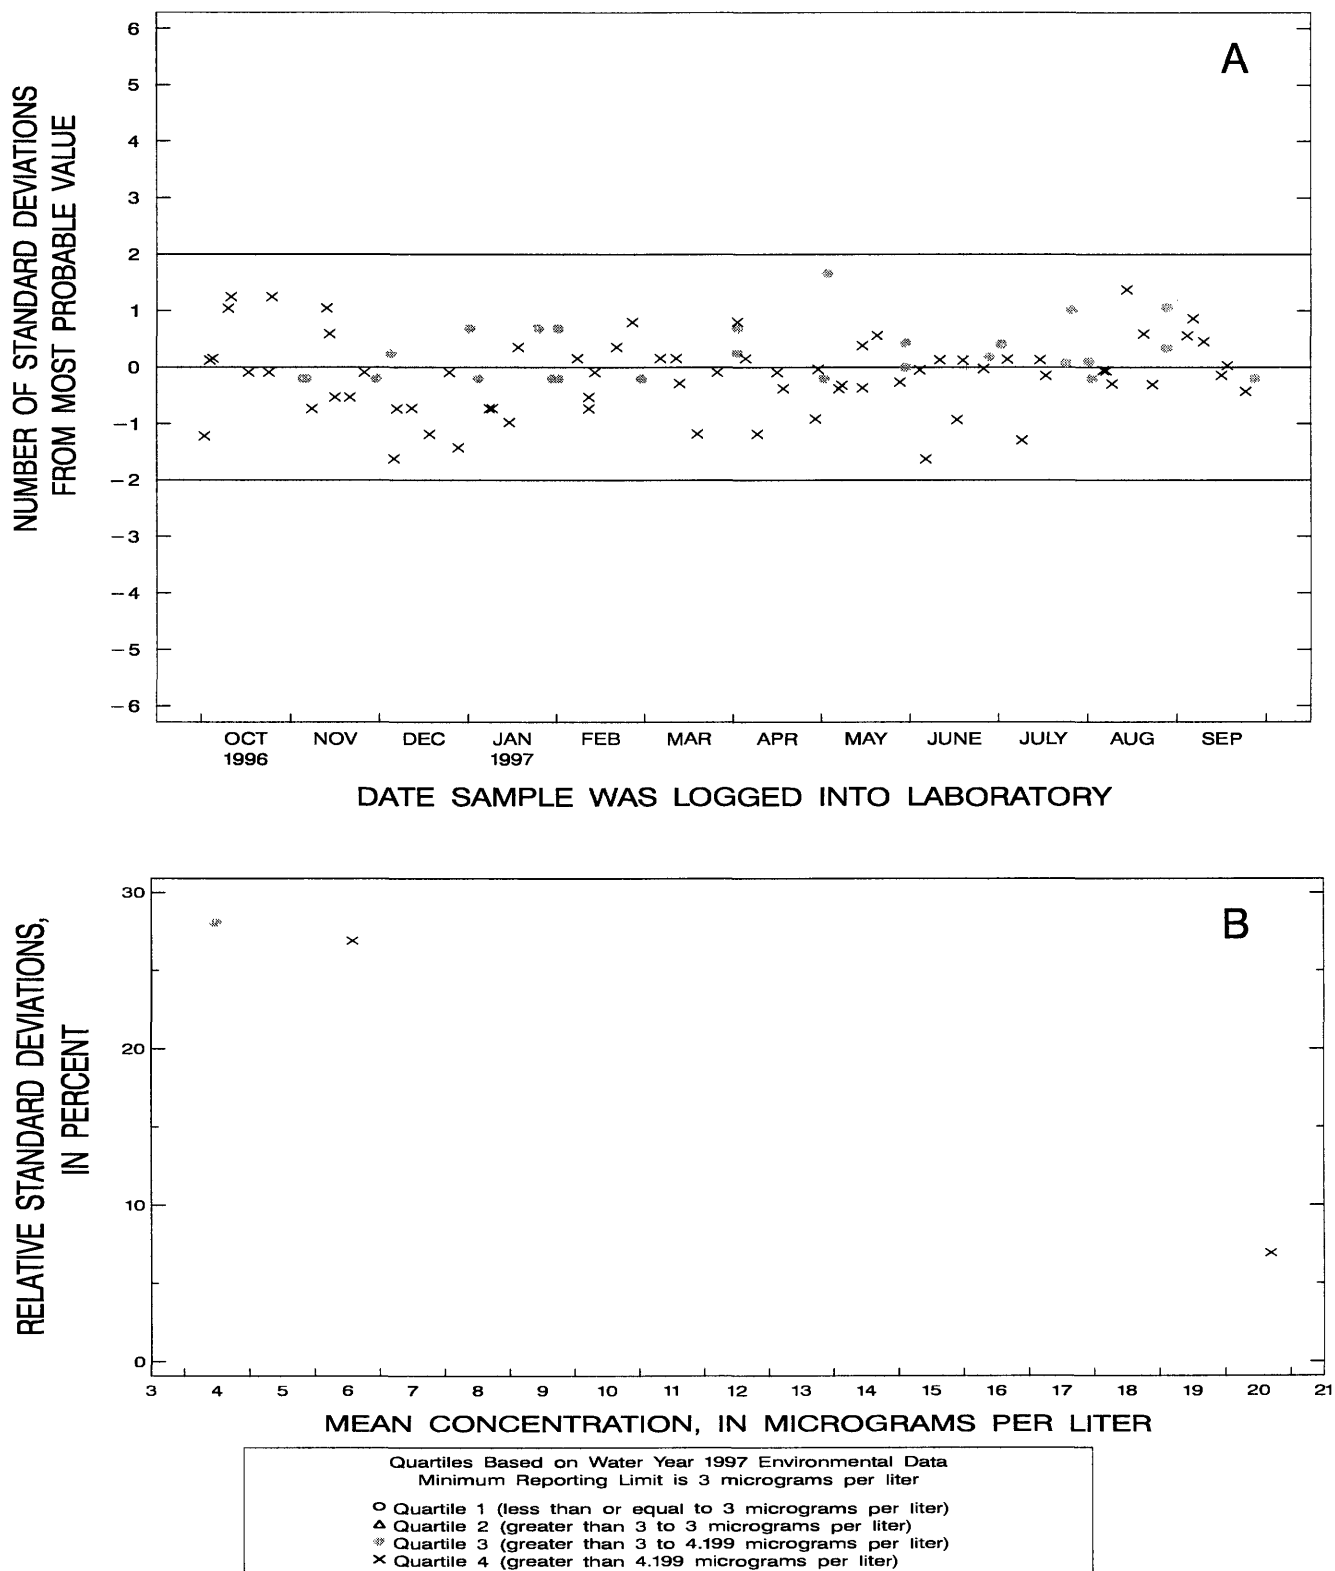 A
NUMBER OF STANDARD DEVIATIONS
FROM MOST PROBABLE VALUE
6
5
4
3
2
1
0
−1
−2
−3
−4
−5
−6
OCT NOV DEC JAN FEB MAR APR MAY JUNE JULY AUG SEP
1996 1997
DATE SAMPLE WAS LOGGED INTO LABORATORY
B
RELATIVE STANDARD DEVIATIONS,
IN PERCENT
30
20
10
0
3 4 5 6 7 8 9 10 11 12 13 14 15 16 17 18 19 20 21
MEAN CONCENTRATION, IN MICROGRAMS PER LITER
Quartiles Based on Water Year 1997 Environmental Data
Minimum Reporting Limit is 3 micrograms per liter
Quartile 1 (less than or equal to 3 micrograms per liter)
Quartile 2 (greater than 3 to 3 micrograms per liter)
Quartile 3 (greater than 3 to 4.199 micrograms per liter)
Quartile 4 (greater than 4.199 micrograms per liter)